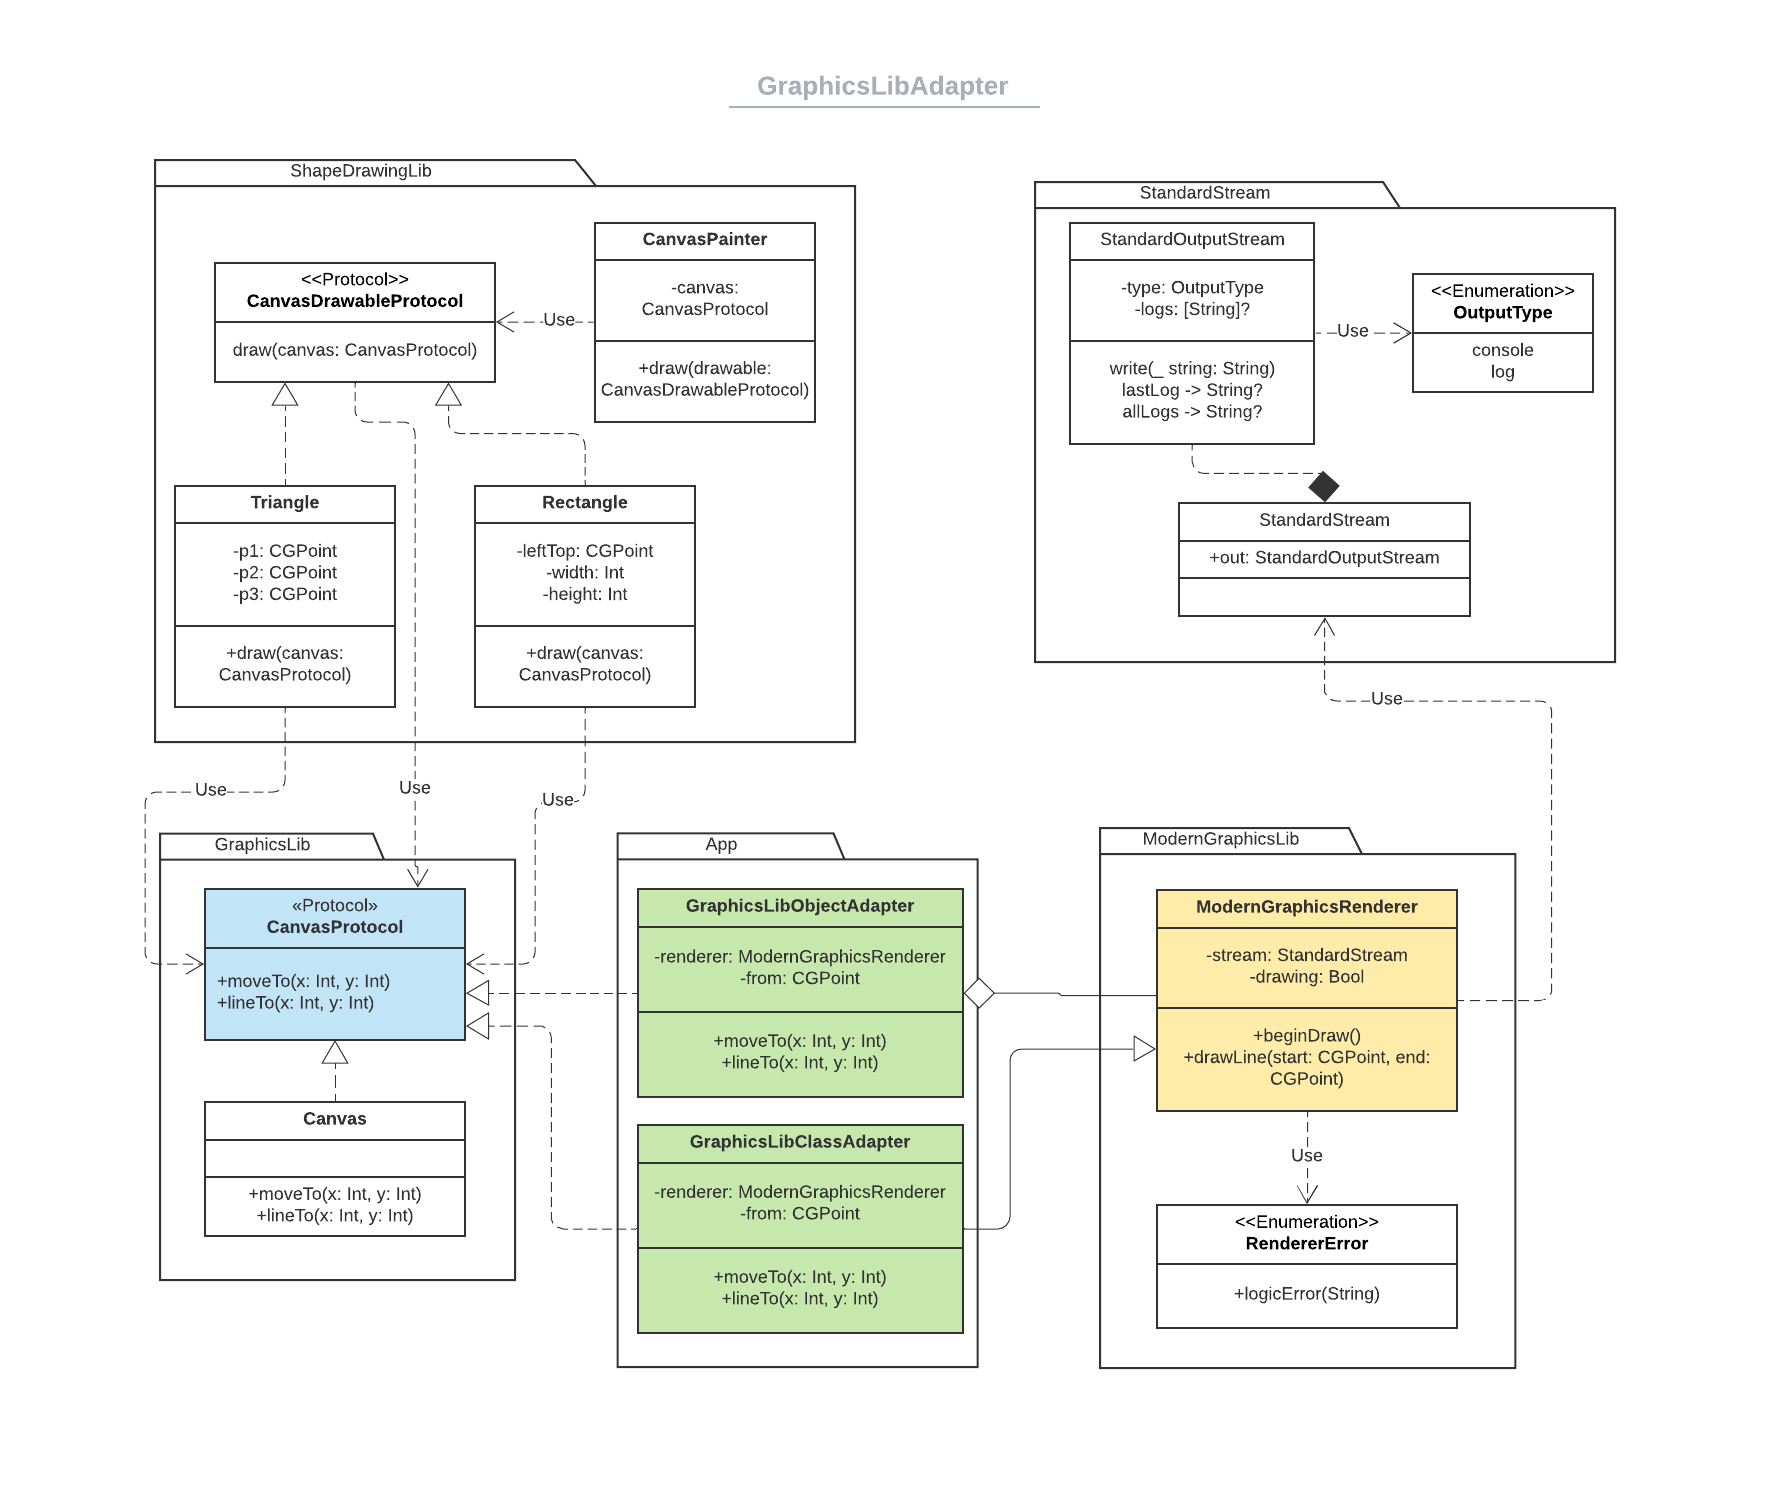 GraphicsLibAdapter
ShapeDrawingLib
<<Protocol>>
CanvasDrawableProtocol
draw(canvas: CanvasProtocol)
Use
CanvasPainter
-canvas:
CanvasProtocol
+draw(drawable:
CanvasDrawableProtocol)
Triangle
-p1: CGPoint
-p2: CGPoint
-p3: CGPoint
+draw(canvas:
CanvasProtocol)
Rectangle
-leftTop: CGPoint
-width: Int
-height: Int
+draw(canvas:
CanvasProtocol)
StandardStream
StandardOutputStream
-type: OutputType
-logs: [String]?
write(_ string: String)
lastLog -> String?
allLogs -> String?
Use
<<Enumeration>>
OutputType
console
log
StandardStream
+out: StandardOutputStream
Use
Use
Use
Use
GraphicsLib
«Protocol»
CanvasProtocol
+moveTo(x: Int, y: Int)
+lineTo(x: Int, y: Int)
Canvas
+moveTo(x: Int, y: Int)
+lineTo(x: Int, y: Int)
App
GraphicsLibObjectAdapter
-renderer: ModernGraphicsRenderer
-from: CGPoint
+moveTo(x: Int, y: Int)
+lineTo(x: Int, y: Int)
GraphicsLibClassAdapter
-renderer: ModernGraphicsRenderer
-from: CGPoint
+moveTo(x: Int, y: Int)
+lineTo(x: Int, y: Int)
ModernGraphicsLib
ModernGraphicsRenderer
-stream: StandardStream
-drawing: Bool
+beginDraw()
+drawLine(start: CGPoint, end:
CGPoint)
Use
<<Enumeration>>
RendererError
+logicError(String)